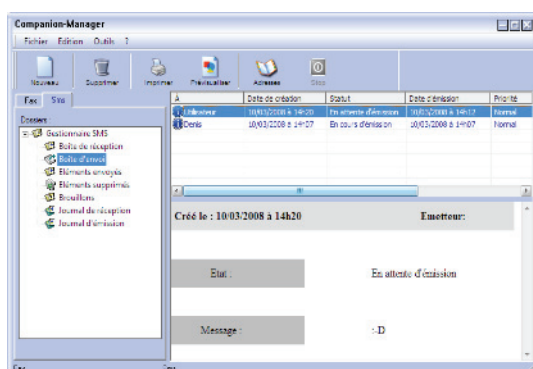 Companion-Manager
Fichier Edition Outils ?
Nouveau Supprimer Imprimer Prévisualiser Adresses Stop
Fax Sms
À Date de création Statut Date d'émission Priorité
Utilisateur 10/03/2008 à 14h20 En attente d'émission 10/03/2008 à 14h12 Normal
Denis 10/03/2008 à 14h07 En cours d'émission 10/03/2008 à 14h07 Normal
Dossiers :
Gestionnaire SMS
Boîte de réception
Boîte d'envoi
Eléments envoyés
Eléments supprimés
Brouillons
Journal de réception
Journal d'émission
Créé le : 10/03/2008 à 14h20 Emetteur:
Etat : En attente d'émission
Message : :-D